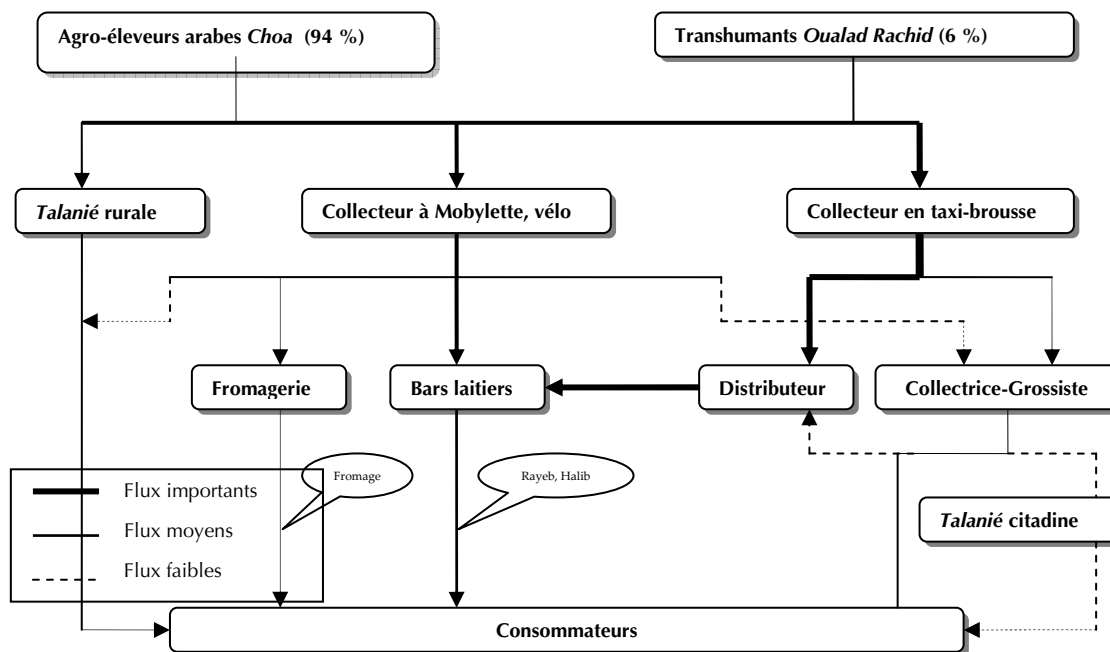 Agro-éleveurs arabes Choa (94 %)
Transhumants Oualad Rachid (6 %)
Talanié rurale
Collecteur à Mobylette, vélo
Collecteur en taxi-brousse
Fromagerie
Bars laitiers
Distributeur
Collectrice-Grossiste
Fromage
Rayeb, Halib
Flux importants
Flux moyens
Flux faibles
Talanié citadine
Consommateurs